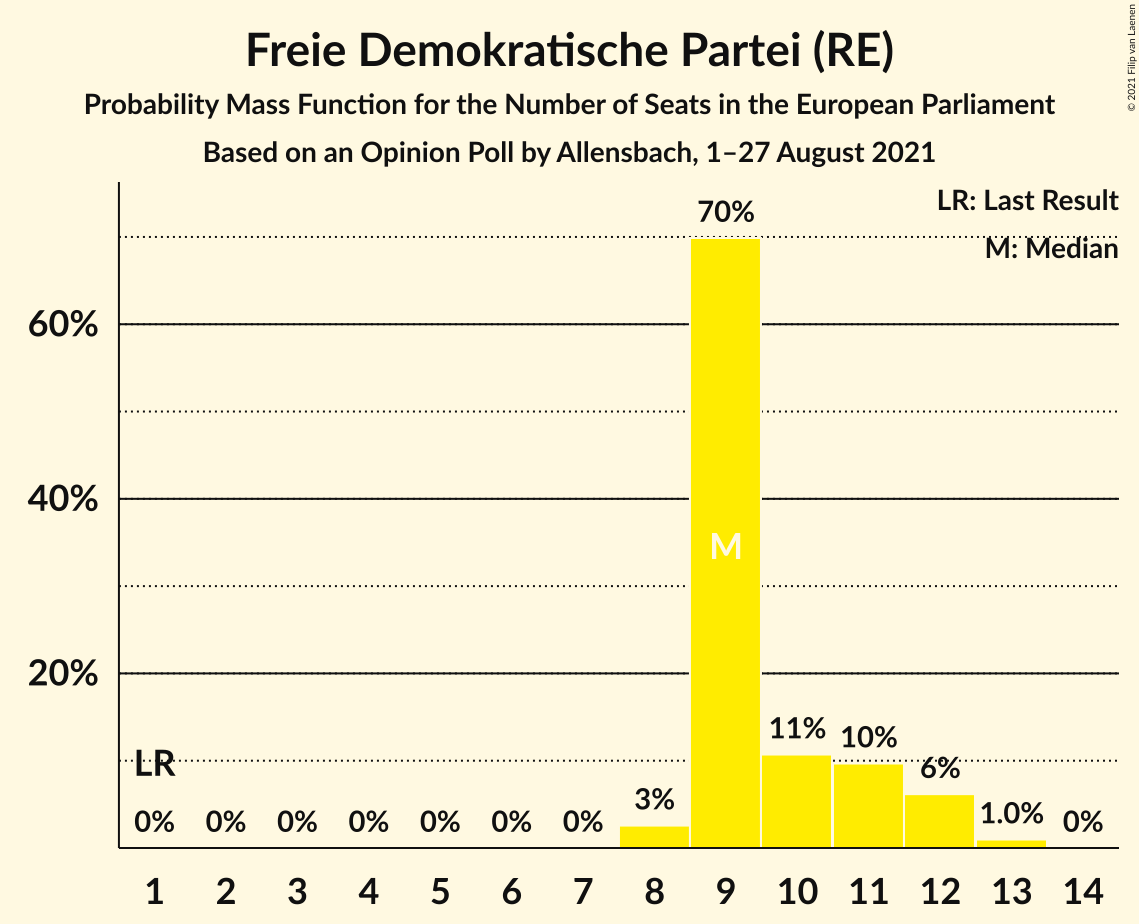 Freie Demokratische Partei (RE)
Probability Mass Function for the Number of Seats in the European Parliament
Based on an Opinion Poll by Allensbach, 1–27 August 2021
© 2021 Filip van Laenen
LR: Last Result
M: Median
60%
40%
20%
LR
M
0%
0%
0%
0%
0%
0%
0%
3%
70%
11%
10%
6%
1.0%
0%
1 2 3 4 5 6 7 8 9 10 11 12 13 14